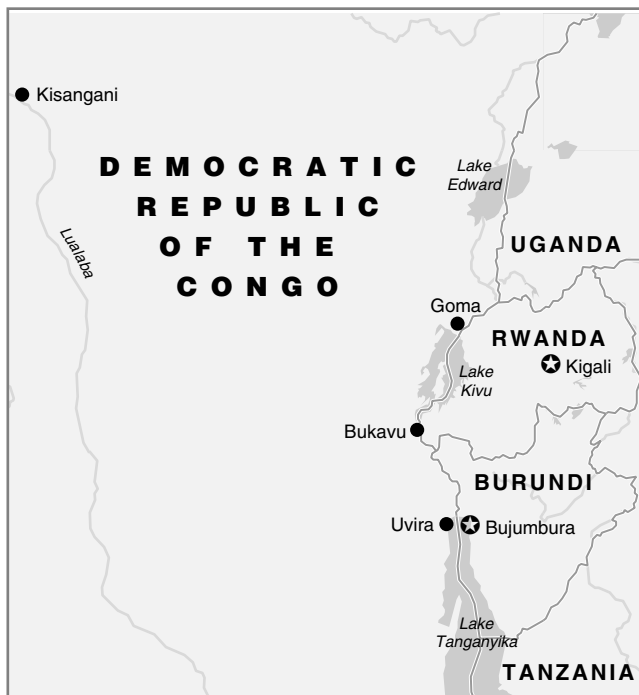 Kisangani
DEMOCRATIC
REPUBLIC
OF THE
CONGO
Lake
Edward
Lualaba
UGANDA
Goma
RWANDA
Kigali
Lake
Kivu
Bukavu
BURUNDI
Uvira
Bujumbura
Lake
Tanganyika
TANZANIA